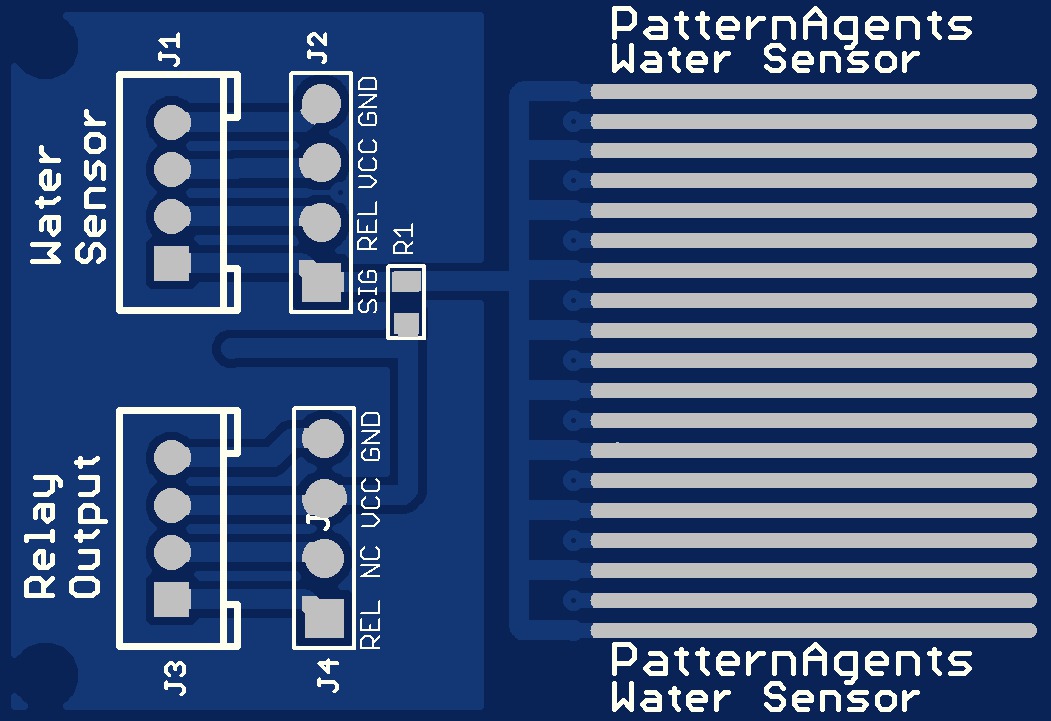 PatternAgents
Water Sensor
J1
J2
Water
Sensor
GND
VCC
REL
SIG
R1
Relay
Output
GND
VCC
NC
REL
J
J3
J4
PatternAgents
Water Sensor